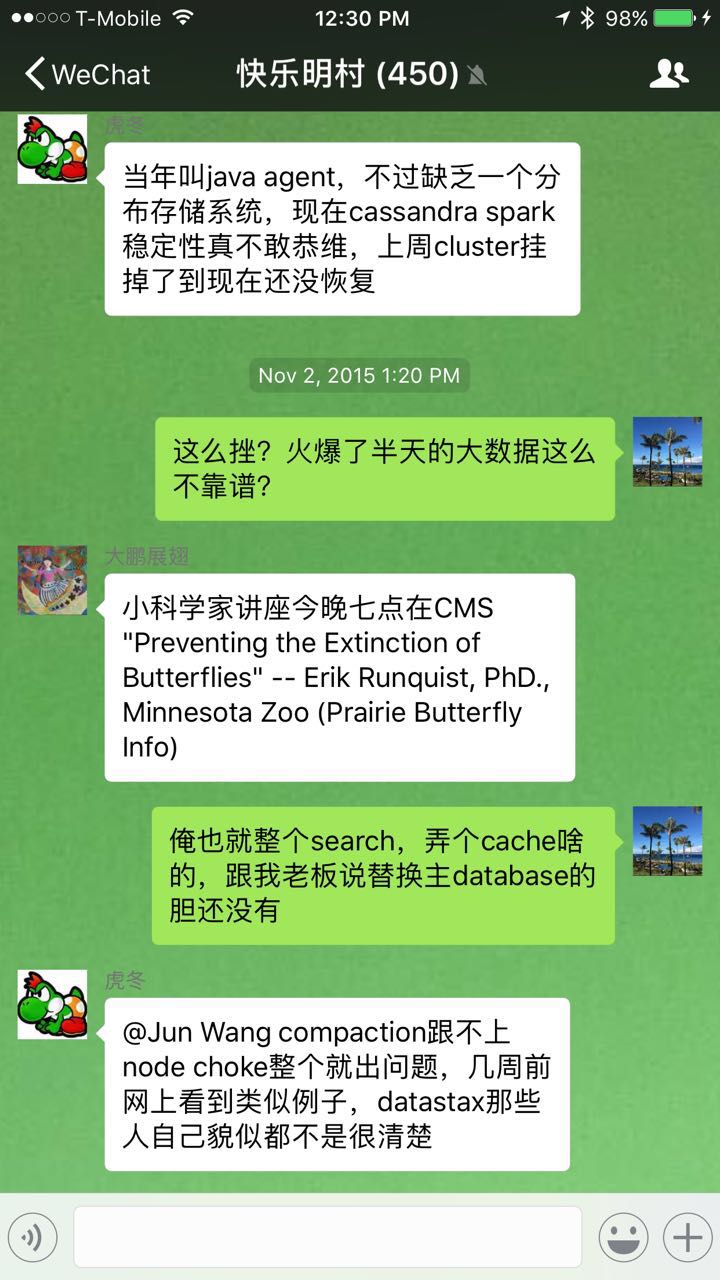 T-Mobile 12:30 PM 98%
WeChat 快乐明村 (450)
虎冬
当年叫java agent，不过缺乏一个分
布存储系统，现在cassandra spark
稳定性真不敢恭维，上周cluster挂
掉了到现在还没恢复
Nov 2, 2015 1:20 PM
这么挫？火爆了半天的大数据这么
不靠谱？
大鹏展翅
小科学家讲座今晚七点在CMS
"Preventing the Extinction of
Butterflies" -- Erik Runquist, PhD.,
Minnesota Zoo (Prairie Butterfly
Info)
俺也就整个search，弄个cache啥
的，跟我老板说替换主database的
胆还没有
虎冬
@Jun Wang compaction跟不上
node choke整个就出问题，几周前
网上看到类似例子，datastax那些
人自己貌似都不是很清楚